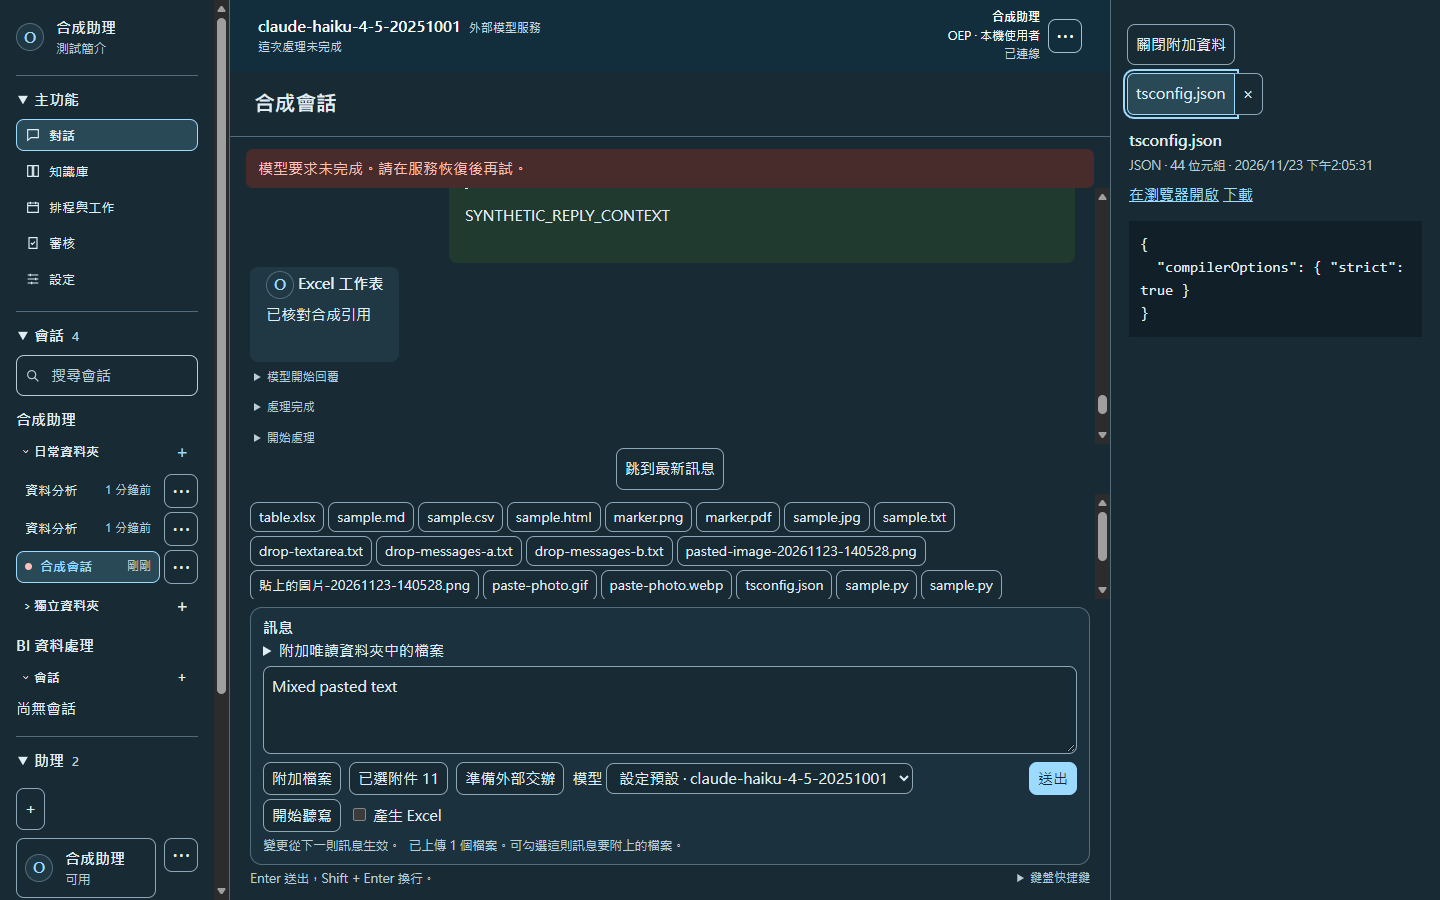 O 合成助理
測試簡介
▼ 主功能
對話
知識庫
排程與工作
審核
設定
▼ 會話 4
搜尋會話
合成助理
日常資料夾 +
資料分析 1 分鐘前 ...
資料分析 1 分鐘前 ...
合成會話 剛剛 ...
獨立資料夾 +
BI 資料處理
會話 +
尚無會話
▼ 助理 2
+
O 合成助理 ...
可用
claude-haiku-4-5-20251001 外部模型服務
這次處理未完成
合成助理
OEP · 本機使用者
已連線
...
合成會話
模型要求未完成。請在服務恢復後再試。
SYNTHETIC_REPLY_CONTEXT
O Excel 工作表
已核對合成引用
▶ 模型開始回覆
▶ 處理完成
▶ 開始處理
跳到最新訊息
table.xlsx sample.md sample.csv sample.html marker.png marker.pdf sample.jpg sample.txt
drop-textarea.txt drop-messages-a.txt drop-messages-b.txt pasted-image-20261123-140528.png
貼上的圖片-20261123-140528.png paste-photo.gif paste-photo.webp tsconfig.json sample.py sample.py
訊息
▶ 附加唯讀資料夾中的檔案
Mixed pasted text
附加檔案 已選附件 11 準備外部交辦 模型 設定預設 · claude-haiku-4-5-20251001 送出
開始聽寫 產生 Excel
變更從下一則訊息生效。 已上傳 1 個檔案。可勾選這則訊息要附上的檔案。
Enter 送出，Shift + Enter 換行。 ▶ 鍵盤快捷鍵
關閉附加資料
tsconfig.json ×
tsconfig.json
JSON · 44 位元組 · 2026/11/23 下午2:05:31
在瀏覽器開啟 下載
{
"compilerOptions": { "strict":
true }
}